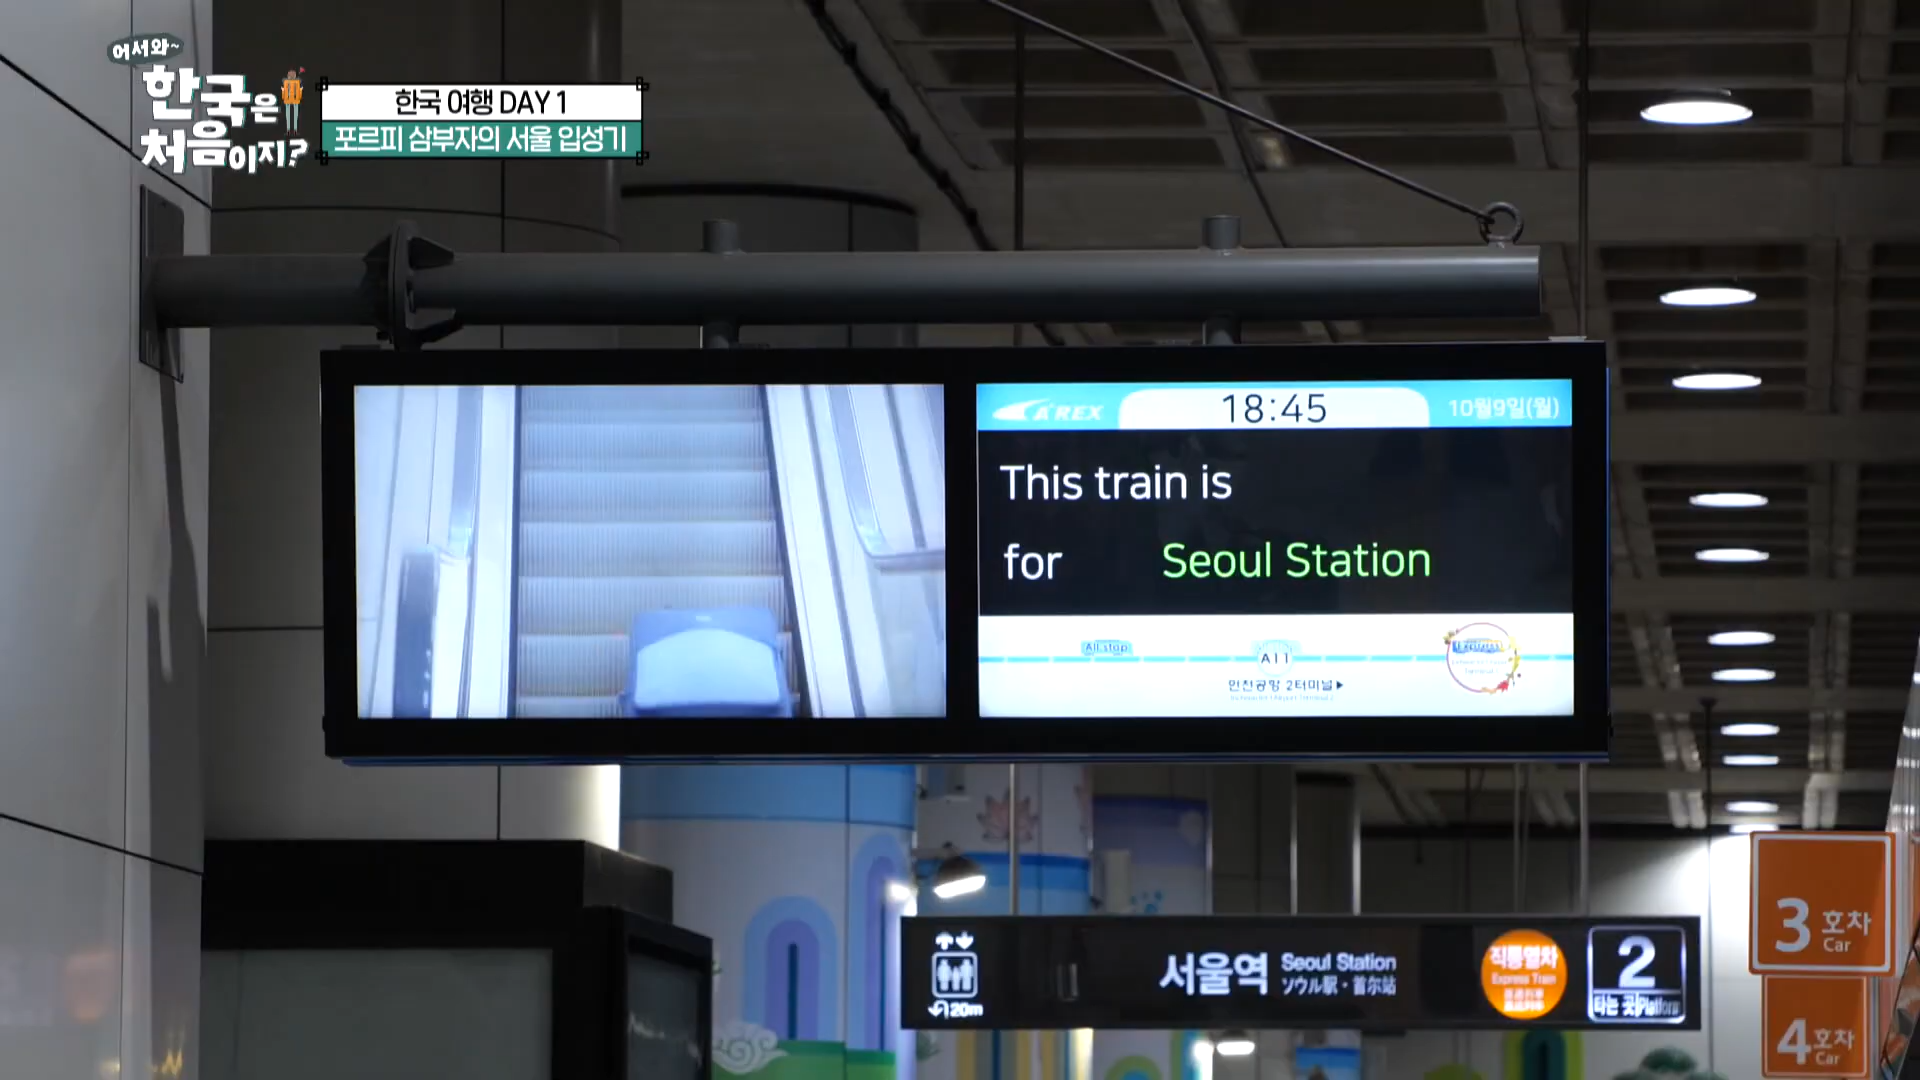 어서와~
한국은
처음이지?
한국 여행 DAY 1
포르피 삼부자의 서울 입성기
A'REX
18:45
10월9일(월)
This train is
for Seoul Station
All stop
Express
A11
인천공항 2터미널▶
20m
서울역
Seoul Station
ソウル駅・首尔站
직통열차
Express Train
2
타는 곳 Platform
3 호차
Car
4 호차
Car